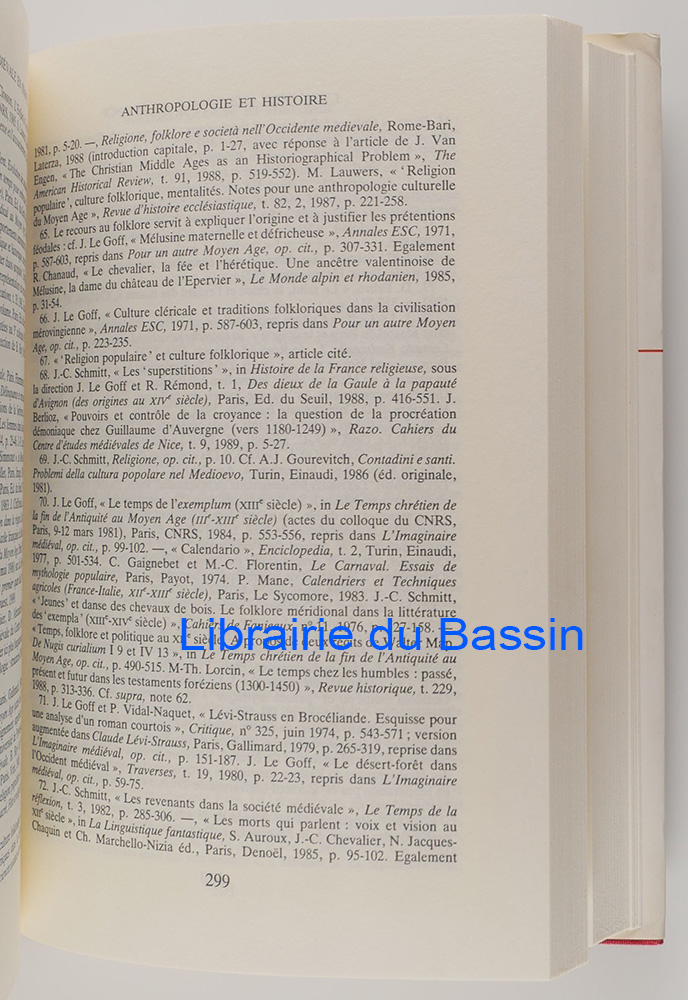 ANTHROPOLOGIE ET HISTOIRE
1981, p. 5-20. —, Religione, folklore e società nell'Occidente medievale, Rome-Bari,
Laterza, 1988 (introduction capitale, p. 1-27, avec réponse à l'article de J. Van
Engen, « The Christian Middle Ages as an Historiographical Problem », The
American Historical Review, t. 91, 1988, p. 519-552). M. Lauwers, « 'Religion
populaire', culture folklorique, mentalités. Notes pour une anthropologie culturelle
du Moyen Age », Revue d'histoire ecclésiastique, t. 82, 2, 1987, p. 221-258.
65. Le recours au folklore servit à expliquer l'origine et à justifier les prétentions
féodales : cf. J. Le Goff « Mélusine maternelle et défricheuse », Annales ESC, 1971,
p. 587-603, repris dans Pour un autre Moyen Age, op. cit., p. 307-331. Egalement
R. Chanaud, « Le chevalier, la fée et l'hérétique. Une ancêtre valentinoise de
Mélusine, la dame du château de l'Epervier », Le Monde alpin et rhodanien, 1985,
p. 31-54.
66. J. Le Goff, « Culture cléricale et traditions folkloriques dans la civilisation
mérovingienne », Annales ESC, 1971, p. 587-603, repris dans Pour un autre Moyen
Age, op. cit., p. 223-235.
67. « 'Religion populaire' et culture folklorique », article cité.
68. J.-C. Schmitt, « Les 'superstitions' », in Histoire de la France religieuse, sous
la direction J. Le Goff et R. Rémond, t. 1, Des dieux de la Gaule à la papauté
d'Avignon (des origines au XIVe siècle), Paris, Ed. du Seuil, 1988, p. 416-551. J.
Berlioz, « Pouvoirs et contrôle de la croyance : la question de la procréation
démoniaque chez Guillaume d'Auvergne (vers 1180-1249) », Razo. Cahiers du
Centre d'études médiévales de Nice, t. 9, 1989, p. 5-27.
69. J.-C. Schmitt, Religione, op. cit., p. 10. Cf. A.J. Gourevitch, Contadini e santi.
Problemi della cultura popolare nel Medioevo, Turin, Einaudi, 1986 (éd. originale,
1981).
70. J. Le Goff, « Le temps de l'exemplum (XIIIe siècle) », in Le Temps chrétien de
la fin de l'Antiquité au Moyen Age (IIIe-XIIIe siècle) (actes du colloque du CNRS,
Paris, 9-12 mars 1981), Paris, CNRS, 1984, p. 553-556, repris dans L'Imaginaire
médiéval, op. cit., p. 99-102. —, « Calendario », Enciclopedia, t. 2, Turin, Einaudi,
1977, p. 501-534. C. Gaignebet et M.-C. Florentin, Le Carnaval. Essais de
mythologie populaire, Paris, Payot, 1974. P. Mane, Calendriers et Techniques
agricoles (France-Italie, XIIe-XIIIe siècle), Paris, Le Sycomore, 1983. J.-C. Schmitt,
« 'Jeunes' et danse des chevaux de bois. Le folklore méridional dans la littérature
des 'exempla' (XIIIe-XIVe siècle) », Cahiers de Fanjeaux, n° 11, 1976, p. 127-158. —,
« Temps, folklore et politique au XIIe siècle. A propos de deux récits de Walter Map,
De Nugis curialium I 9 et IV 13 », in Le Temps chrétien de la fin de l'Antiquité au
Moyen Age, op. cit., p. 490-515. M-Th. Lorcin, « Le temps chez les humbles : passé,
présent et futur dans les testaments foréziens (1300-1450) », Revue historique, t. 229,
1988, p. 313-336. Cf. supra, note 62.
71. J. Le Goff et P. Vidal-Naquet, « Lévi-Strauss en Brocéliande. Esquisse pour
une analyse d'un roman courtois », Critique, n° 325, juin 1974, p. 543-571 ; version
augmentée dans Claude Lévi-Strauss, Paris, Gallimard, 1979, p. 265-319, reprise dans
L'Imaginaire médiéval, op. cit., p. 151-187. J. Le Goff, « Le désert-forêt dans
l'Occident médiéval », Traverses, t. 19, 1980, p. 22-23, repris dans L'Imaginaire
médiéval, op. cit., p. 59-75.
72. J.-C. Schmitt, « Les revenants dans la société médiévale », Le Temps de la
réflexion, t. 3, 1982, p. 285-306. —, « Les morts qui parlent : voix et vision au
XIIe siècle », in La Linguistique fantastique, S. Auroux, J.-C. Chevalier, N. Jacques-
Chaquin et Ch. Marchello-Nizia éd., Paris, Denoël, 1985, p. 95-102. Egalement
299
Librairie du Bassin